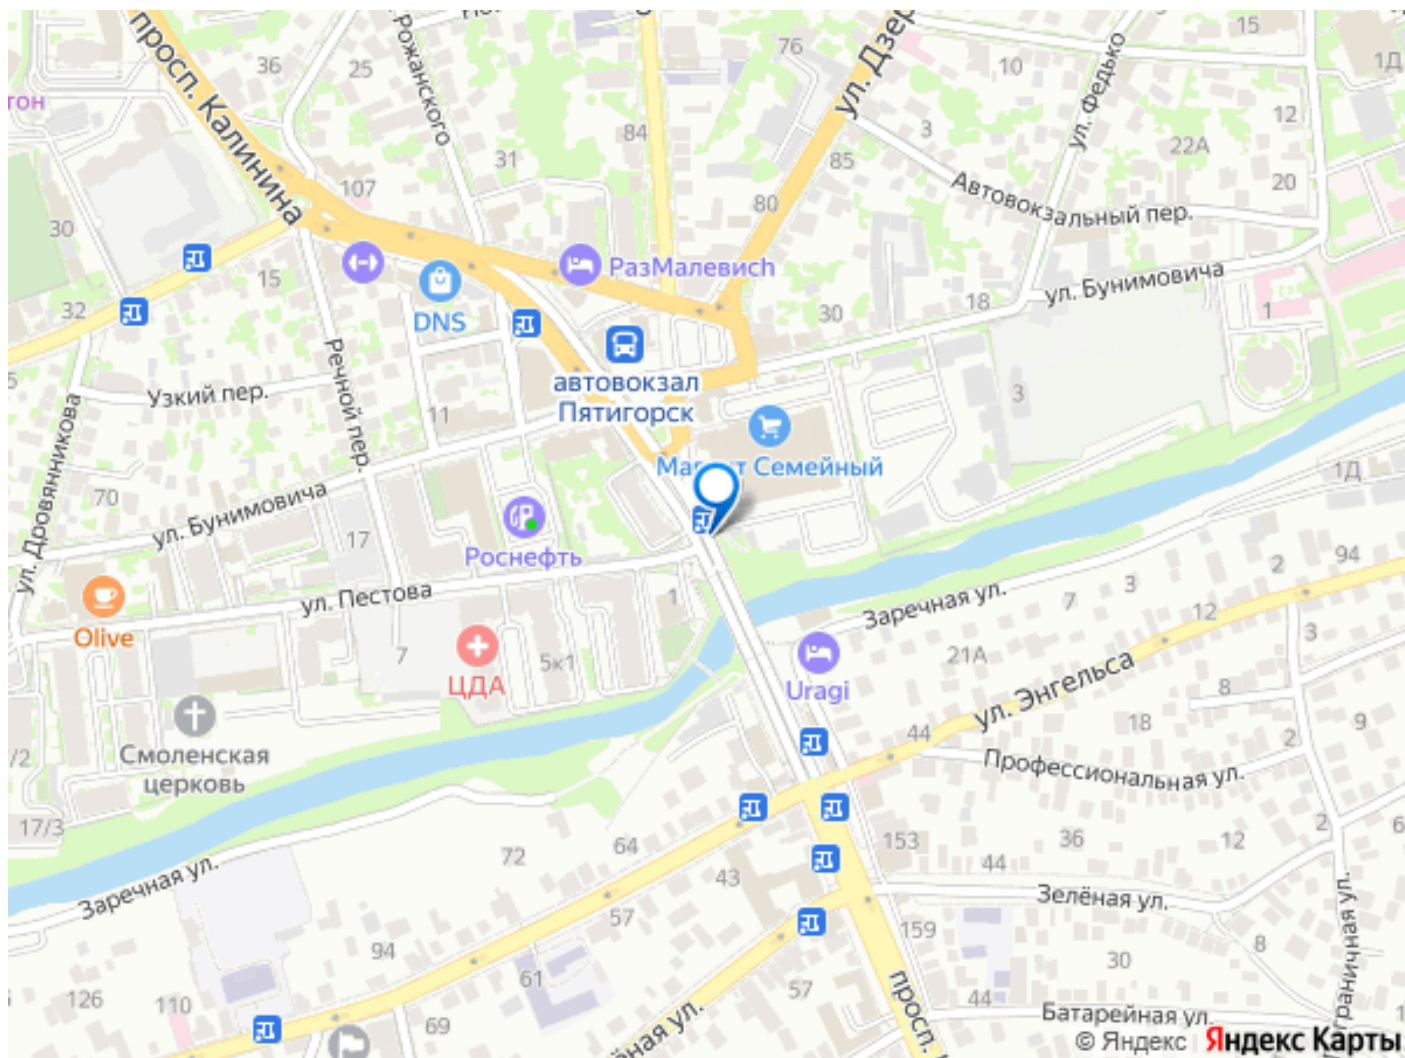 просп. Калинина
36
25
Рожанского
76
ул. Дзер
10
ул. Федько
15
1Д
тон
84
3
12
31
85
22А
107
80
Автовокзальный пер.
20
30
15
РазМалевич
ул. Бунимовича
18
30
1
32
DNS
Речной пер.
автовокзал
Пятигорск
Узкий пер.
11
3
ул. Дровянникова
70
ул. Бунимовича
17
Роснефть
Семейный
1Д
ул. Пестова
1
Olive
7
5к1
ЦДА
Заречная ул.
7
3
2
94
12
3
21А
Uragi
ул. Энгельса
8
18
9
2
44
Смоленская
церковь
/2
17/3
Профессиональная ул.
153
36
12
2
6
44
64
72
43
Заречная ул.
57
Зелёная ул.
159
8
94
61
30
126
110
57
44
69
просп.
Батарейная ул.
граничная ул.
© Яндекс Яндекс Карты